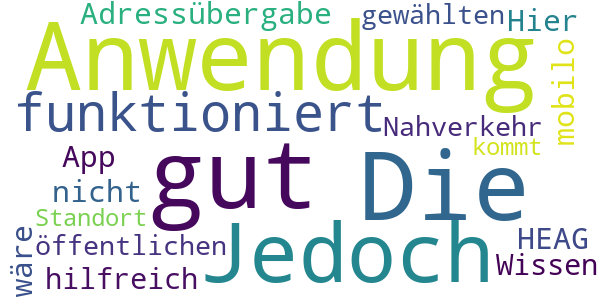 Adressübergabe
gewählten
Hier
Anwendung
mobilo
funktioniert
Nahverkehr
kommt
App
gut
Die
nicht
Standort
Jedoch
wäre
öffentlichen
HEAG
hilfreich
Wissen